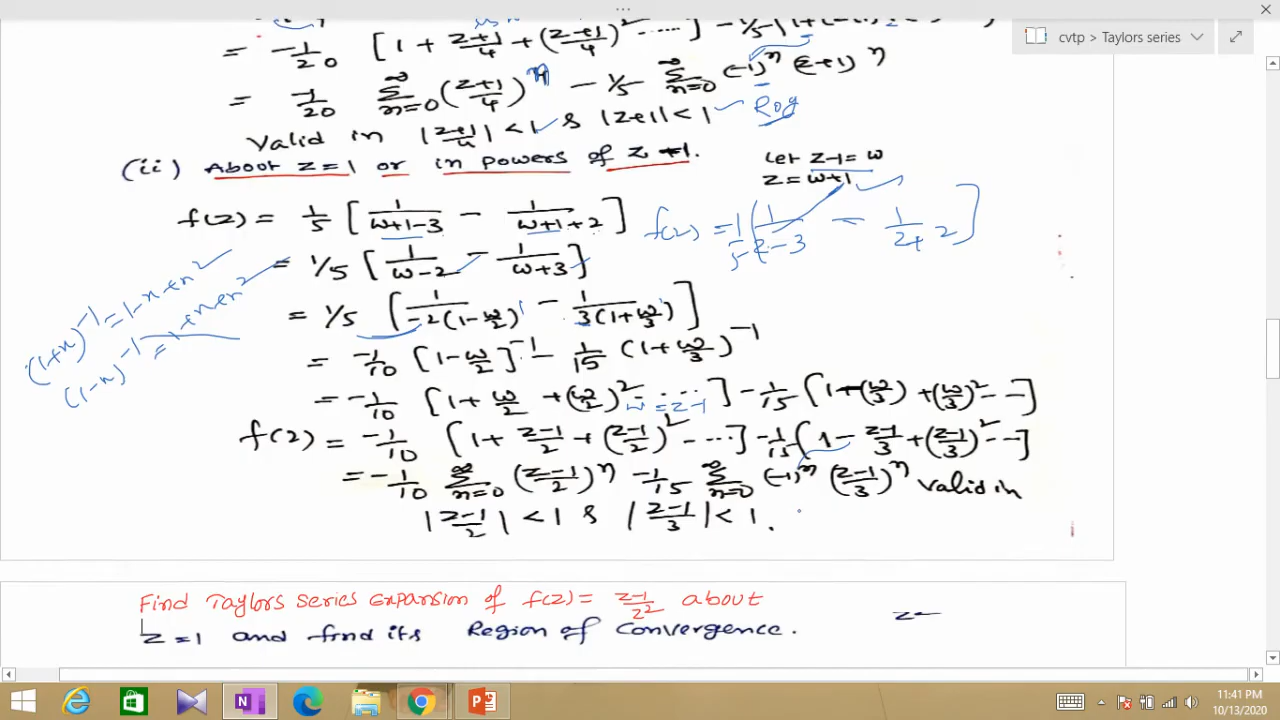 = -1/20 [1 + z+1/4 + (z+1/4)² - ....] - 1/5
= 1/20 ∞Σn=0 (z+1/4)ⁿ - 1/5 ∞Σn=0 (-1)ⁿ (z+1)ⁿ
Valid in |z+1/4| < 1 & |z+1| < 1 Roc
(ii) About z=1 or in powers of z-1.
Let z-1 = w
z = w+1
f(z) = 1/5 [1/w+1-3 - 1/w+1+2]
f(z) = 1/5 [1/z-3 - 1/z+2]
= 1/5 [1/w-2 - 1/w+3]
(1+x)⁻¹ = 1-x+x²
(1-x)⁻¹ = 1+x+x²
= 1/5 [1/-2(1-w/2) - 1/3(1+w/3)]
= -1/10 [1-w/2]⁻¹ - 1/15 (1+w/3)⁻¹
= -1/10 [1 + w/2 + (w/2)² - ....] - 1/15 [1-(w/3) + (w/3)² - -]
w = z-1
f(z) = -1/10 [1 + z-1/2 + (z-1/2)² - ....] - 1/15 [1 - z-1/3 + (z-1/3)² - -]
= -1/10 ∞Σn=0 (z-1/2)ⁿ - 1/15 ∞Σn=0 (-1)ⁿ (z-1/3)ⁿ valid in
|z-1/2| < 1 & |z-1/3| < 1.
Find Taylors series Expansion of f(z) = z-1/z² about
z=1 and find its Region of Convergence.
z-
cvtp > Taylors series
11:41 PM
10/13/2020